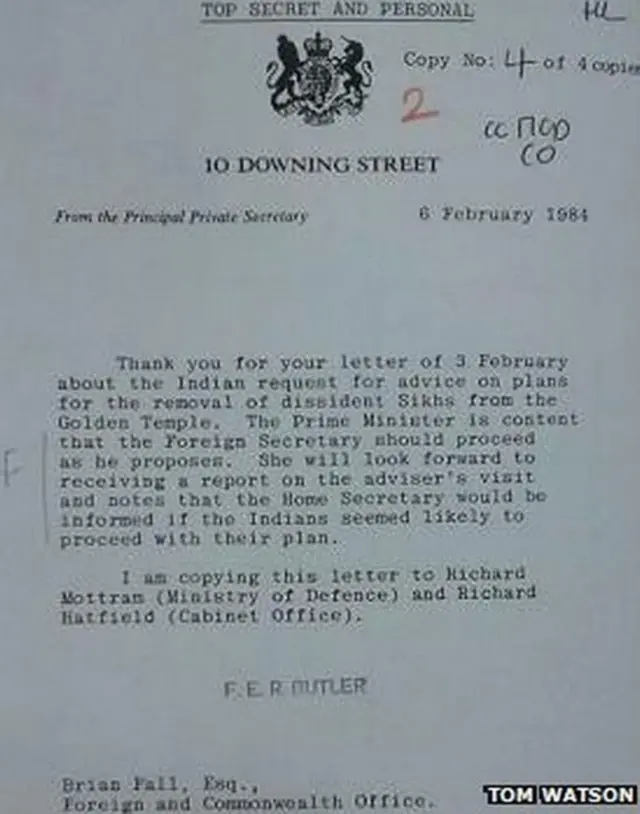 TOP SECRET AND PERSONAL
Copy No: 4 of 4 copies
2
cc MOD
CO
10 DOWNING STREET
From the Principal Private Secretary
6 February 1984
Thank you for your letter of 3 February
about the Indian request for advice on plans
for the removal of dissident Sikhs from the
Golden Temple. The Prime Minister is content
that the Foreign Secretary should proceed
as he proposes. She will look forward to
receiving a report on the adviser's visit
and notes that the Home Secretary would be
informed if the Indians seemed likely to
proceed with their plan.
I am copying this letter to Richard
Mottram (Ministry of Defence) and Richard
Hatfield (Cabinet Office).
F.E.R BUTLER
Brian Fall, Esq.,
Foreign and Commonwealth Office.
TOM WATSON